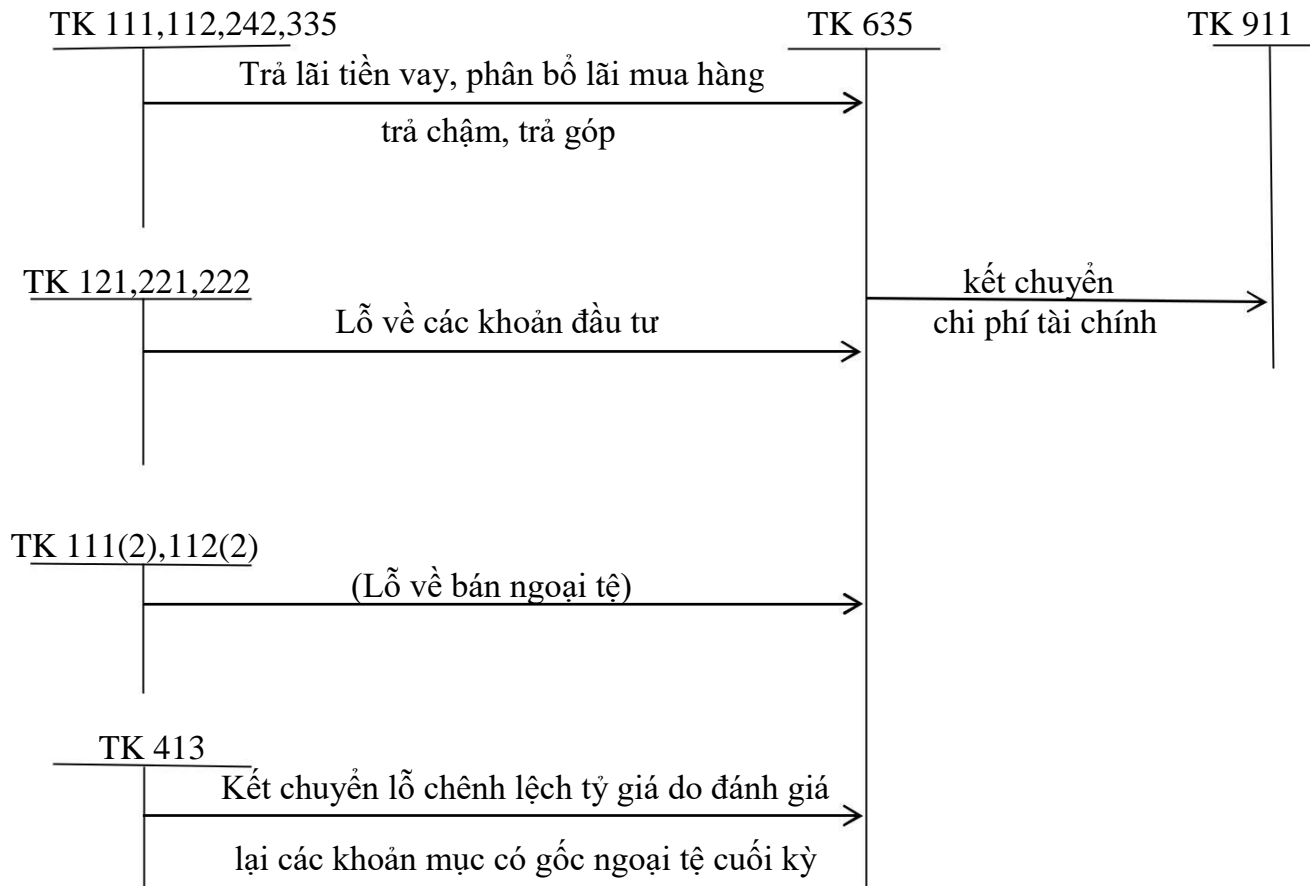 TK 111,112,242,335
TK 635
TK 911
Trả lãi tiền vay, phân bổ lãi mua hàng
trả chậm, trả góp
TK 121,221,222
kết chuyển
Lỗ về các khoản đầu tư
chi phí tài chính
TK 111(2),112(2)
(Lỗ về bán ngoại tệ)
TK 413
Kết chuyển lỗ chênh lệch tỷ giá do đánh giá
lại các khoản mục có gốc ngoại tệ cuối kỳ